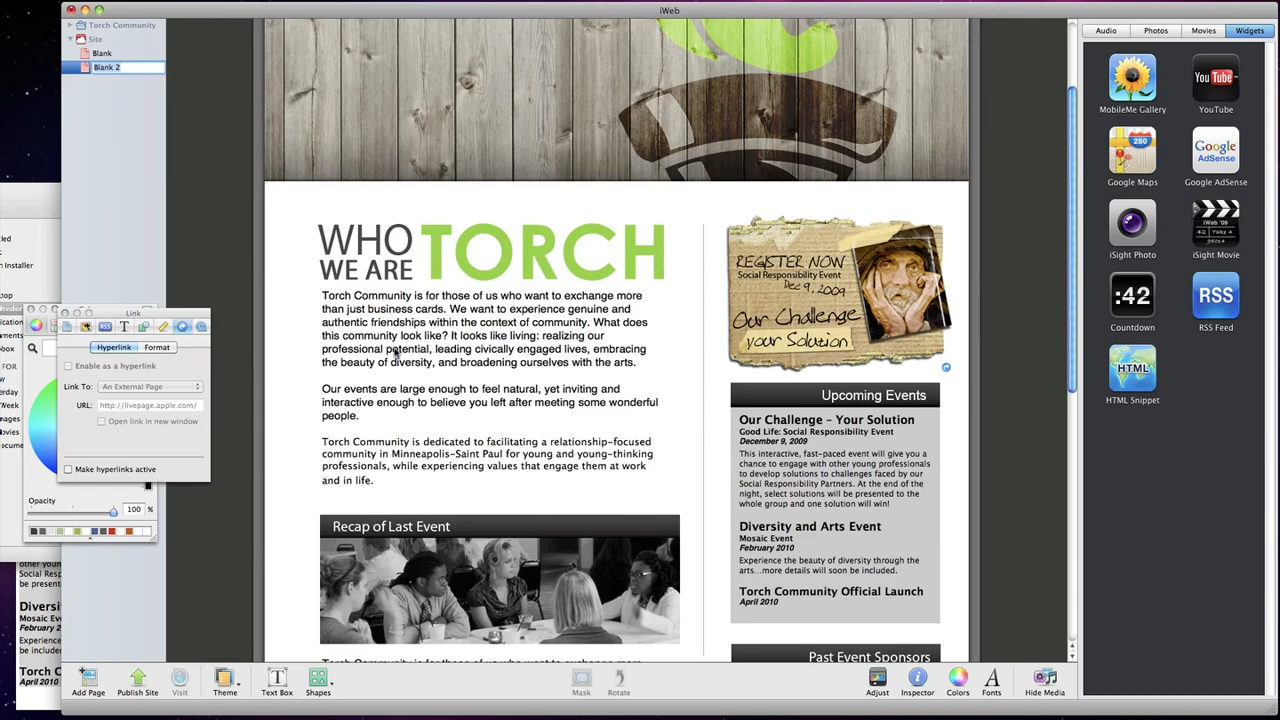 iWeb
Torch Community
Site
Blank
Blank 2
Audio
Photos
Movies
Widgets
MobileMe Gallery
You Tube
YouTube
280
Google Maps
Google AdSense
Google AdSense
iSight Photo
iSight Movie
:42
Countdown
RSS
RSS Feed
HTML
HTML Snippet
WHO
WE ARE
TORCH
Torch Community is for those of us who want to exchange more
than just business cards. We want to experience genuine and
authentic friendships within the context of community. What does
this community look like? It looks like living: realizing our
professional potential, leading civically engaged lives, embracing
the beauty of diversity, and broadening ourselves with the arts.
Our events are large enough to feel natural, yet inviting and
interactive enough to believe you left after meeting some wonderful
people.
Torch Community is dedicated to facilitating a relationship-focused
community in Minneapolis-Saint Paul for young and young-thinking
professionals, while experiencing values that engage them at work
and in life.
Recap of Last Event
REGISTER NOW
Social Responsibility Event
Dec 9, 2009
Our Challenge
your Solution
Upcoming Events
Our Challenge – Your Solution
Good Life: Social Responsibility Event
December 9, 2009
This interactive, fast-paced event will give you a
chance to engage with other young professionals
to develop solutions to challenges faced by our
Social Responsibility Partners. At the end of the
night, select solutions will be presented to the
whole group and one solution will win!
Diversity and Arts Event
Mosaic Event
February 2010
Experience the beauty of diversity through the
arts...more details will soon be included.
Torch Community Official Launch
April 2010
Past Event Sponsors
Link
Hyperlink
Format
Enable as a hyperlink
Link To:
An External Page
URL:
http://livepage.apple.com/
Open link in new window
Make hyperlinks active
Opacity
100
%
Installer
Add Page
Publish Site
Visit
Theme
Text Box
Shapes
Mask
Rotate
Adjust
Inspector
Colors
Fonts
Hide Media